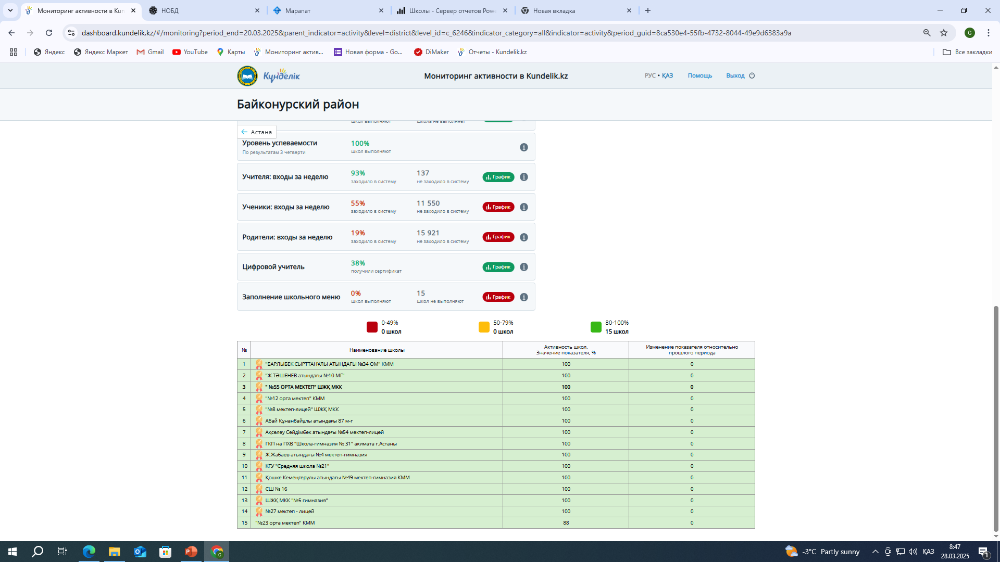 Мониторинг активности в Kun
НОБД
Марапат
Школы - Сервер отчетов Powe
Новая вкладка
dashboard.kundelik.kz/#/monitoring?period_end=20.03.2025&parent_indicator=activity&level=district&level_id=c_6246&indicator_category=all&indicator=activity&period_guid=8ca530e4-55fb-4732-8044-49e9d6383a9a
G
Яндекс
Яндекс Маркет
Gmail
YouTube
Карты
Мониторинг актив...
Новая форма - Go...
DiMaker
Отчеты - Kundelik.kz
Все закладки
Күнделік
Мониторинг активности в Kundelik.kz
РУС • ҚАЗ
Помощь
Выход
Байконурский район
школ выполняют
школа не выполняет
Астана
Уровень успеваемости
100%
По результатам 3 четверти
школ выполняют
Учителя: входы за неделю
93%
137
заходило в систему
не заходило в систему
График
Ученики: входы за неделю
55%
11 550
заходило в систему
не заходило в систему
График
Родители: входы за неделю
19%
15 921
заходило в систему
не заходило в систему
График
Цифровой учитель
38%
получили сертификат
График
Заполнение школьного меню
0%
15
школ выполняют
школ не выполняют
График
0-49%
0 школ
50-79%
0 школ
80-100%
15 школ
№ Наименование школы Активность школ. Значение показателя, % Изменение показателя относительно прошлого периода
1 "БАРЛЫБЕК СЫРТТАНҰЛЫ АТЫНДАҒЫ №34 ОМ" КММ 100 0
2 "Ж.ТӘШЕНЕВ атындағы №10 МГ" 100 0
3 " №55 ОРТА МЕКТЕП" ШЖҚ МКК 100 0
4 "№12 орта мектеп" КММ 100 0
5 "№8 мектеп-лицей" ШЖҚ МКК 100 0
6 Абай Құнанбайұлы атындағы 87 м-г 100 0
7 Ақселеу Сейдімбек атындағы №54 мектеп-лицей 100 0
8 ГКП на ПХВ "Школа-гимназия № 31" акимата г.Астаны 100 0
9 Ж.Жабаев атындағы №4 мектеп-гимназия 100 0
10 КГУ "Средняя школа №21" 100 0
11 Қошке Кемеңгерұлы атындағы №49 мектеп-гимназия КММ 100 0
12 СШ № 16 100 0
13 ШЖҚ МКК "№5 гимназия" 100 0
14 №27 мектеп - лицей 100 0
15 "№23 орта мектеп" КММ 88 0
-3°C Partly sunny
ҚАЗ
8:47
28.03.2025
1